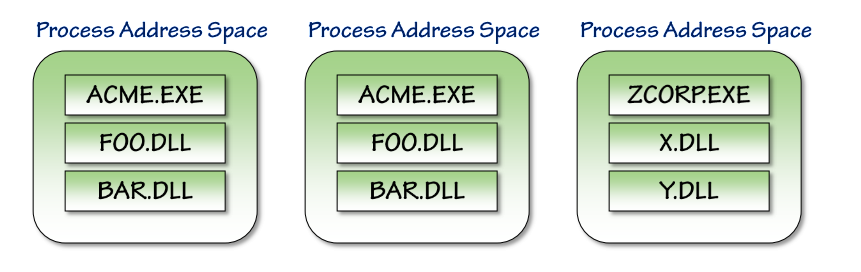 Process Address Space
ACME.EXE
FOO.DLL
BAR.DLL
Process Address Space
ACME.EXE
FOO.DLL
BAR.DLL
Process Address Space
ZCORP.EXE
X.DLL
Y.DLL